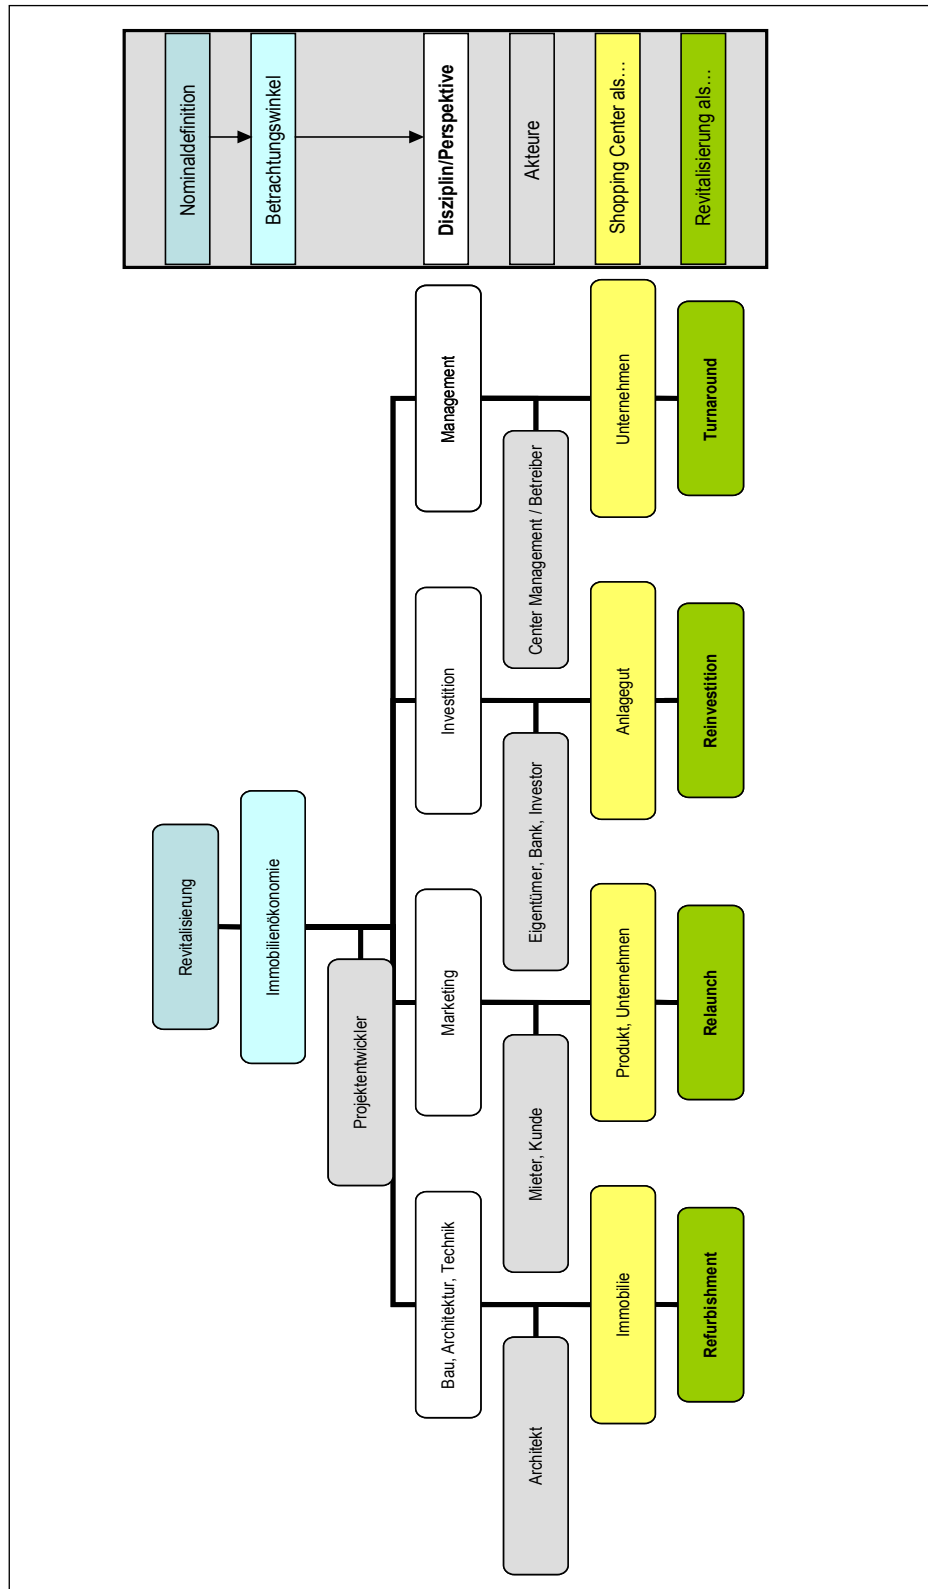 Revitalisierung
Nominaldefinition
Immobilienökonomie
Betrachtungswinkel
Projektentwickler
Bau, Architektur, Technik
Marketing
Investition
Management
Disziplin/Perspektive
Architekt
Mieter, Kunde
Eigentümer, Bank, Investor
Center Management / Betreiber
Akteure
Immobilie
Produkt, Unternehmen
Anlagegut
Unternehmen
Shopping Center als…
Refurbishment
Relaunch
Reinvestition
Turnaround
Revitalisierung als…